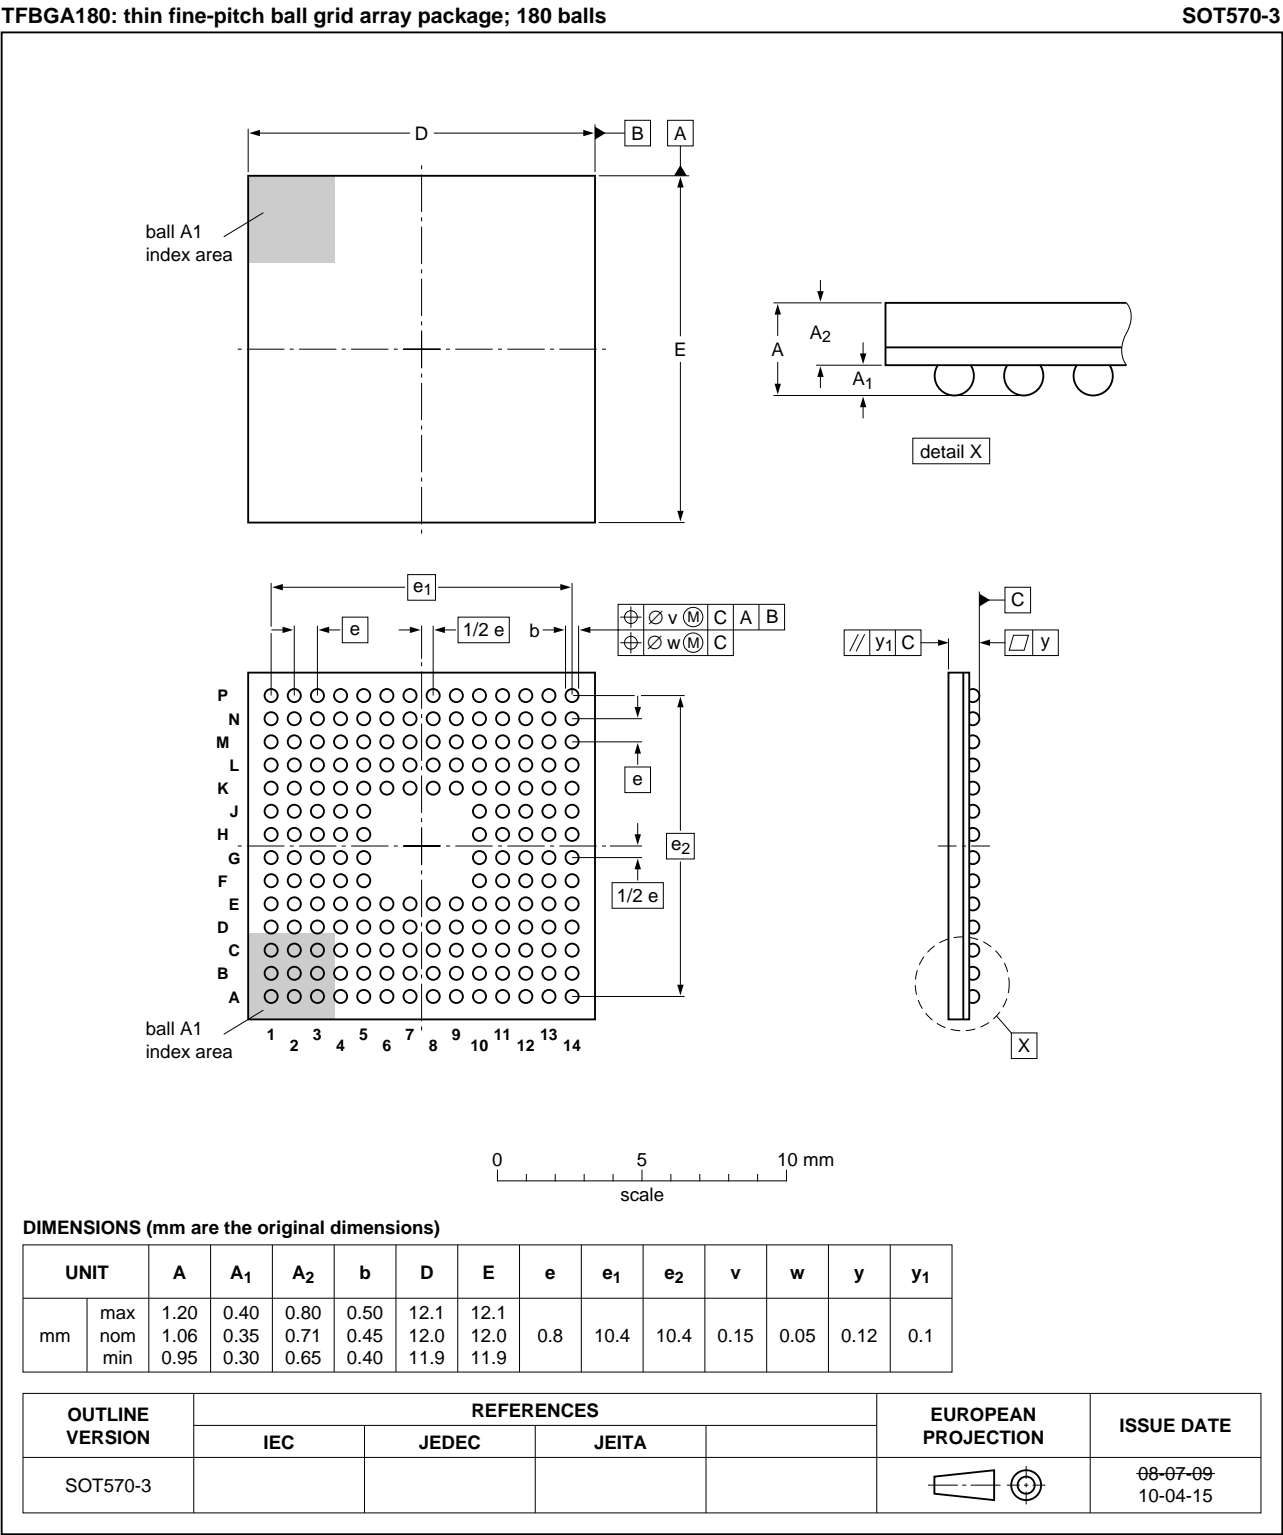 TFBGA180: thin fine-pitch ball grid array package; 180 balls SOT570-3
D B A
ball A1
index area
E
A A2
A1
detail X
e1
e 1/2 e b
⌖ ∅ v Ⓜ C A B
⌖ ∅ w Ⓜ C
C
// y1 C
⏥ y
P
N
M
L
K
J
H
G
F
E
D
C
B
A
e
e2
1/2 e
ball A1
index area
1 2 3 4 5 6 7 8 9 10 11 12 13 14
X
0 5 10 mm
scale
DIMENSIONS (mm are the original dimensions)
UNIT A A1 A2 b D E e e1 e2 v w y y1
mm
max 1.20 0.40 0.80 0.50 12.1 12.1
nom 1.06 0.35 0.71 0.45 12.0 12.0 0.8 10.4 10.4 0.15 0.05 0.12 0.1
min 0.95 0.30 0.65 0.40 11.9 11.9
OUTLINE
VERSION
REFERENCES
IEC JEDEC JEITA
EUROPEAN
PROJECTION
ISSUE DATE
SOT570-3
08-07-09
10-04-15